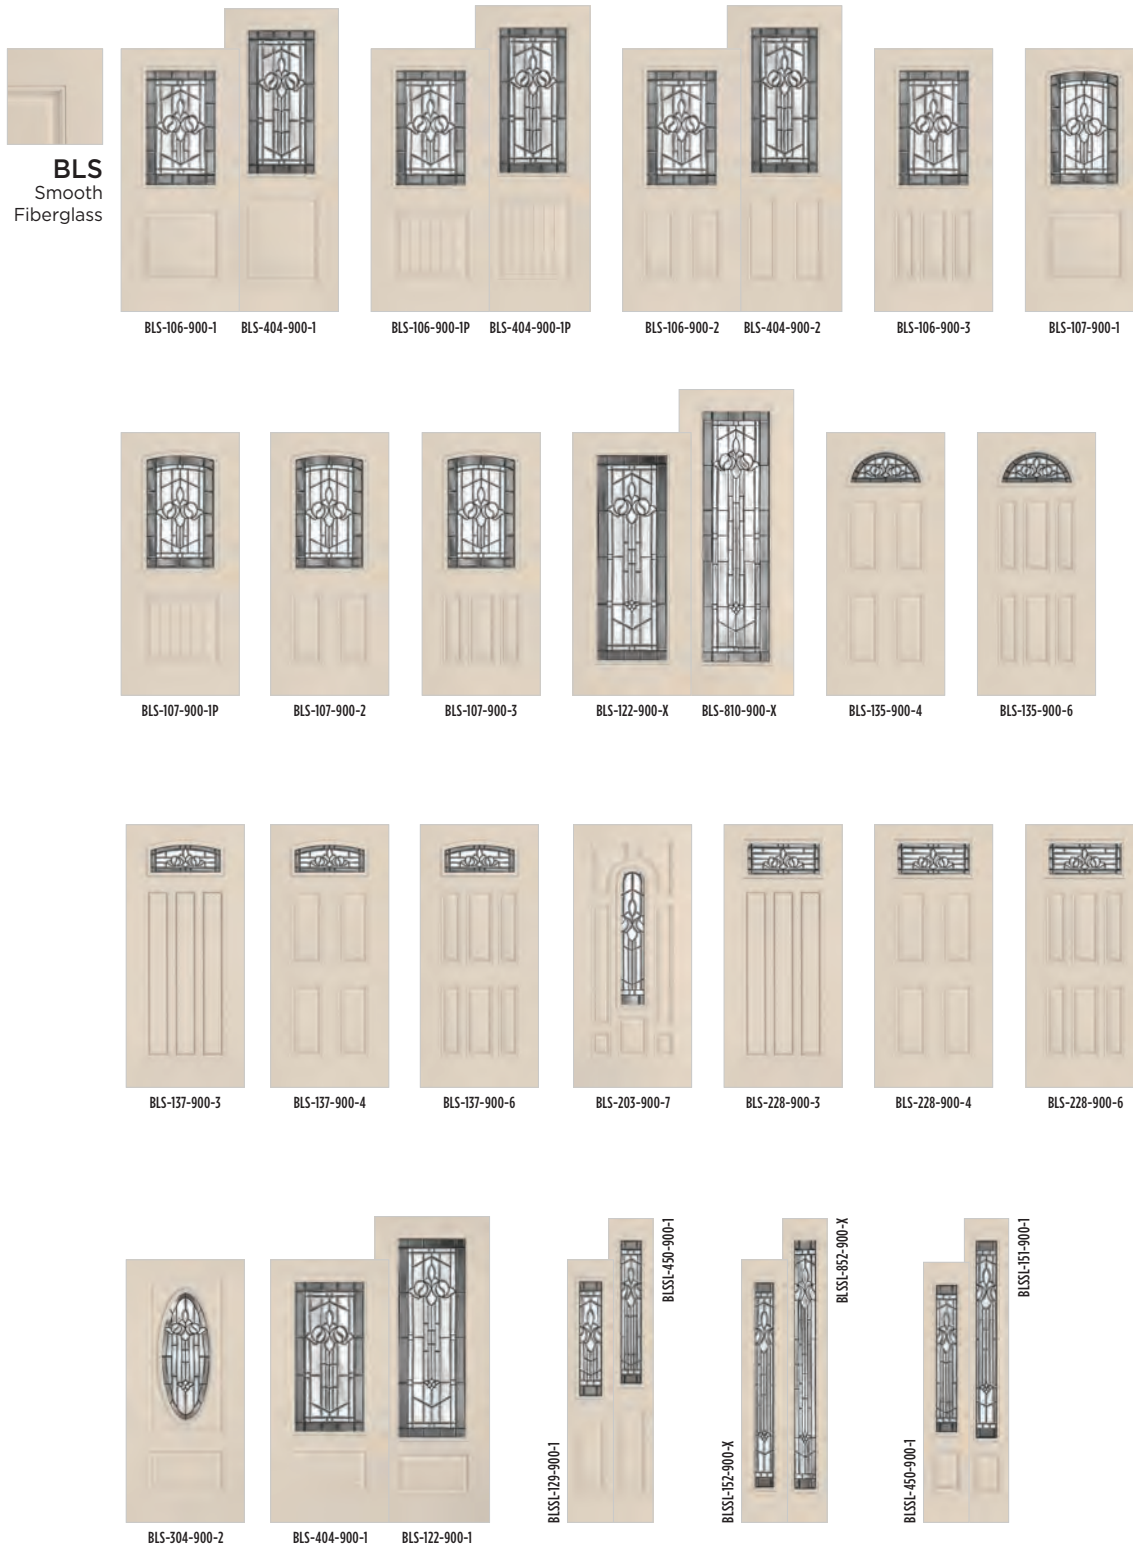 BLS
Smooth
Fiberglass
BLS-106-900-1
BLS-404-900-1
BLS-106-900-1P
BLS-404-900-1P
BLS-106-900-2
BLS-404-900-2
BLS-106-900-3
BLS-107-900-1
BLS-107-900-1P
BLS-107-900-2
BLS-107-900-3
BLS-122-900-X
BLS-810-900-X
BLS-135-900-4
BLS-135-900-6
BLS-137-900-3
BLS-137-900-4
BLS-137-900-6
BLS-203-900-7
BLS-228-900-3
BLS-228-900-4
BLS-228-900-6
BLS-304-900-2
BLS-404-900-1
BLS-122-900-1
BLSSL-129-900-1
BLSSL-450-900-1
BLSSL-152-900-X
BLSSL-852-900-X
BLSSL-450-900-1
BLSSL-151-900-1